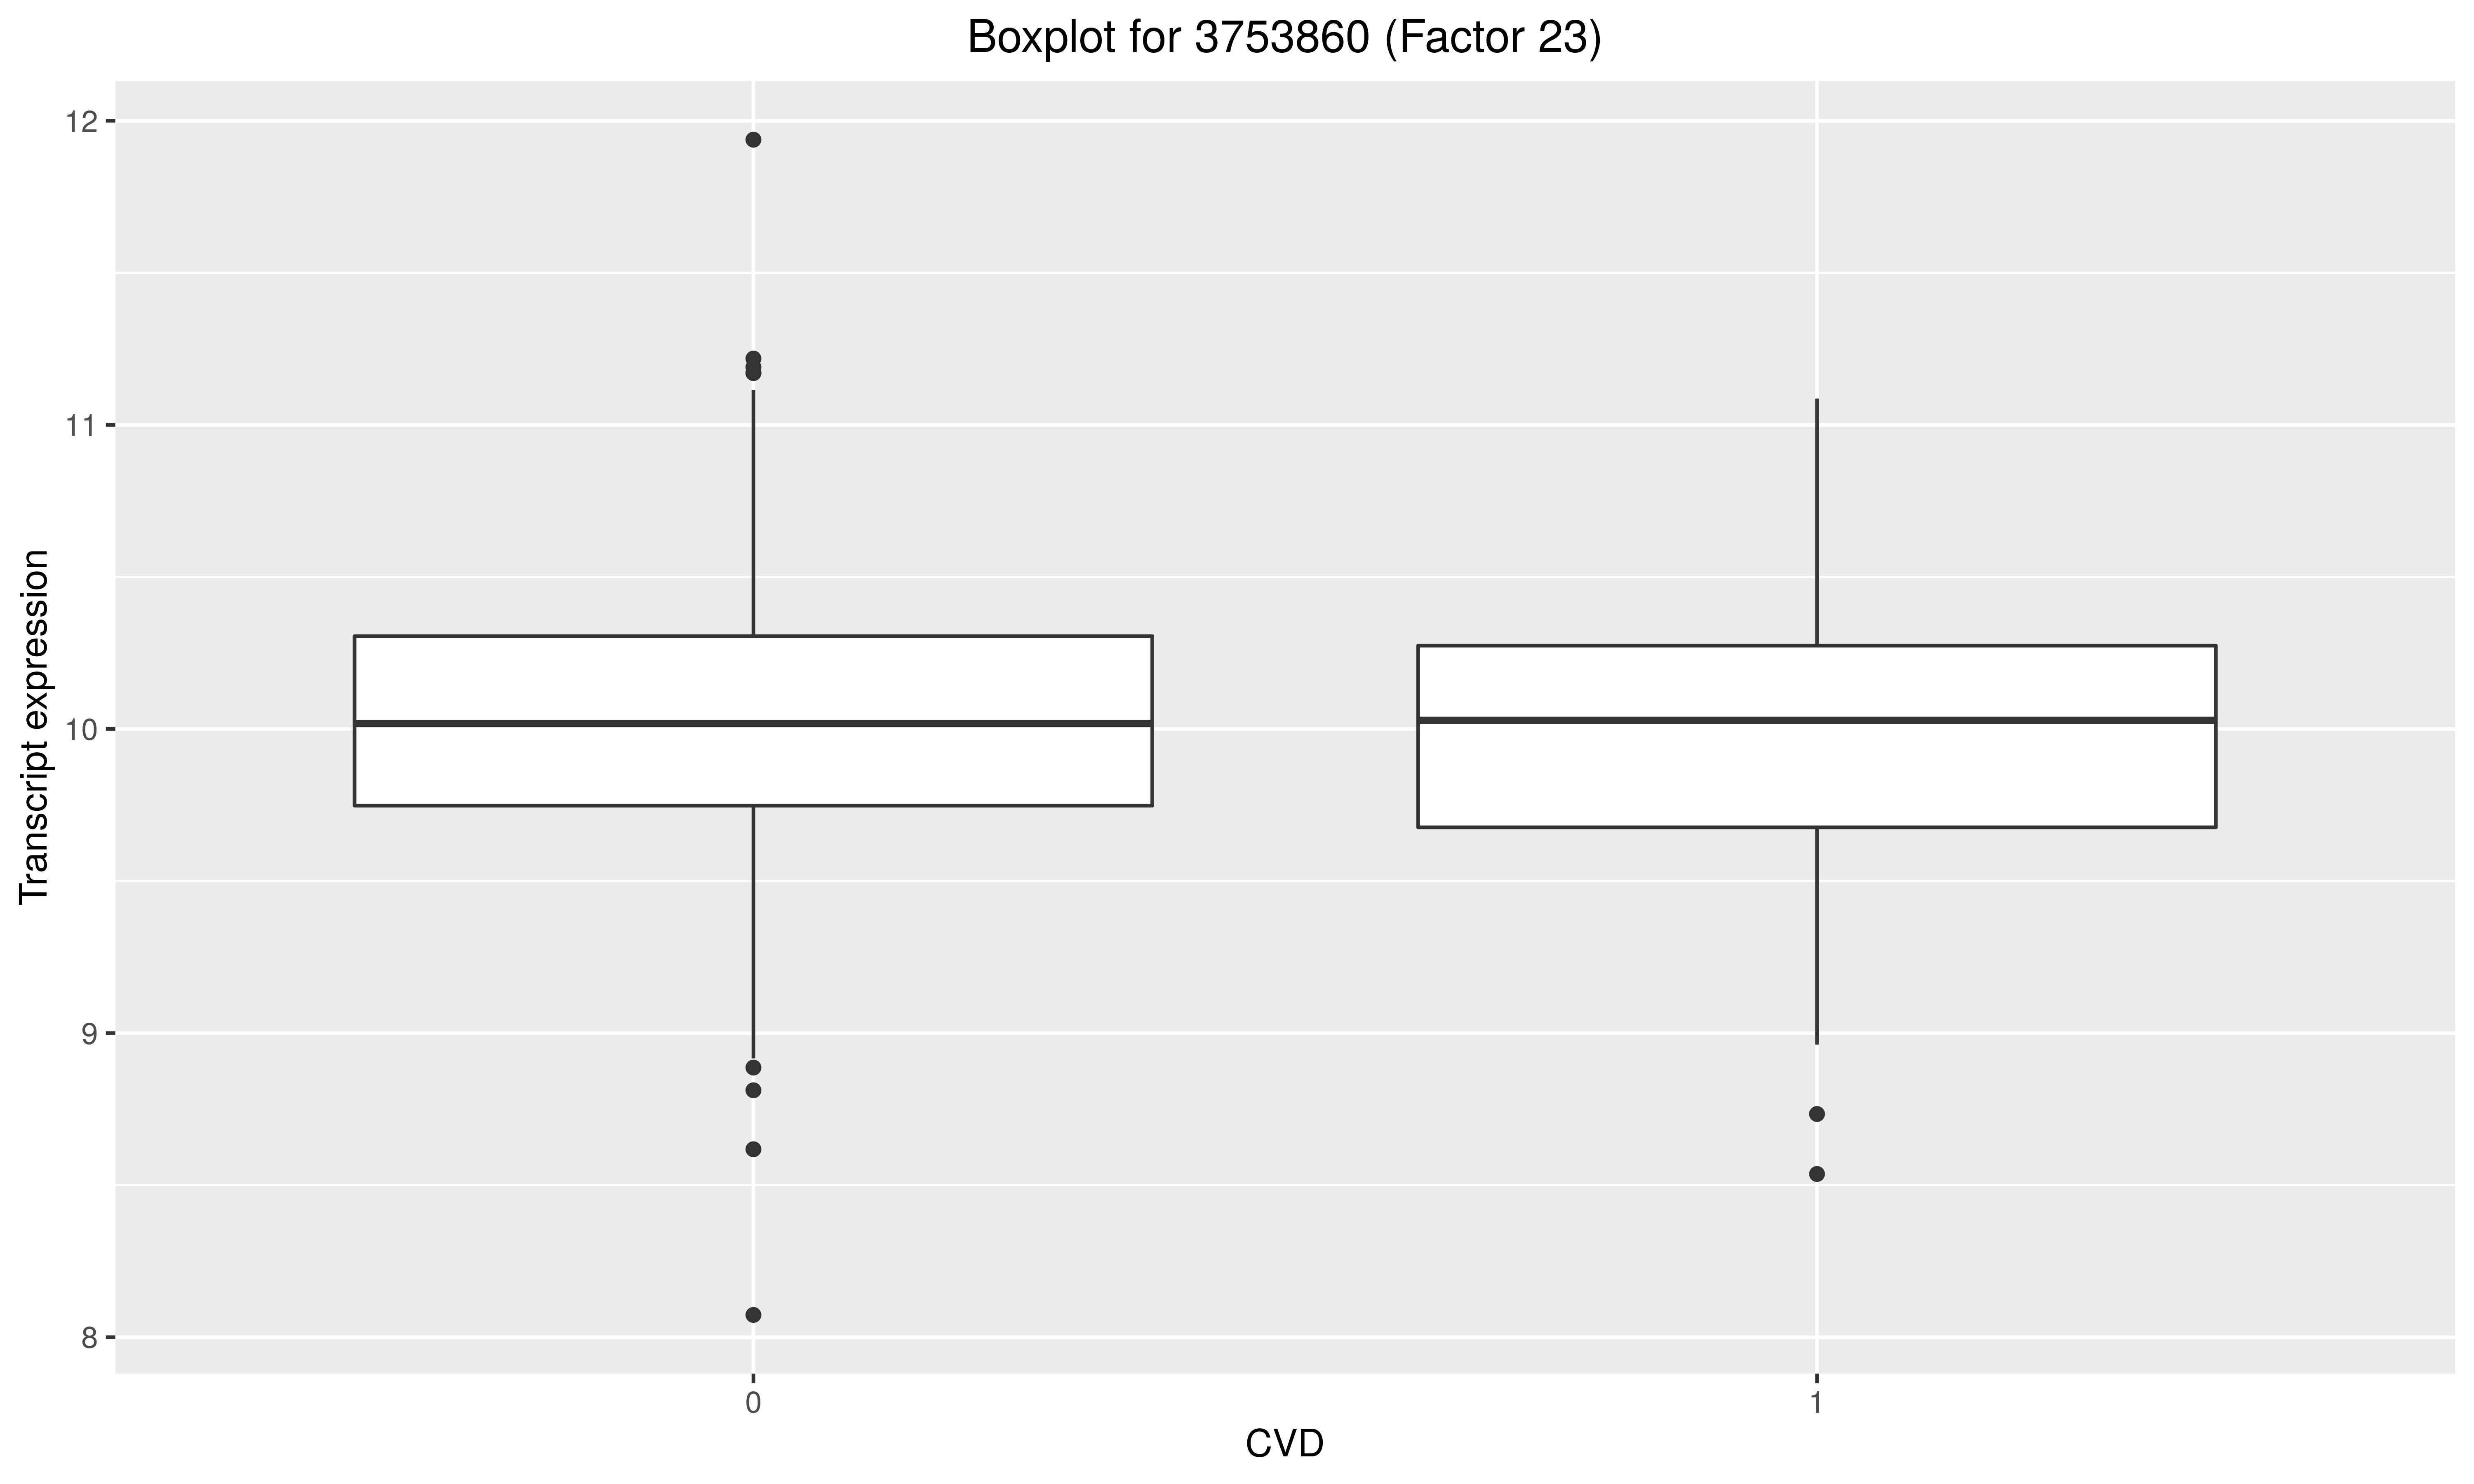 Boxplot for 3753860 (Factor 23)
Transcript expression
12
11
10
9
8
0
1
CVD